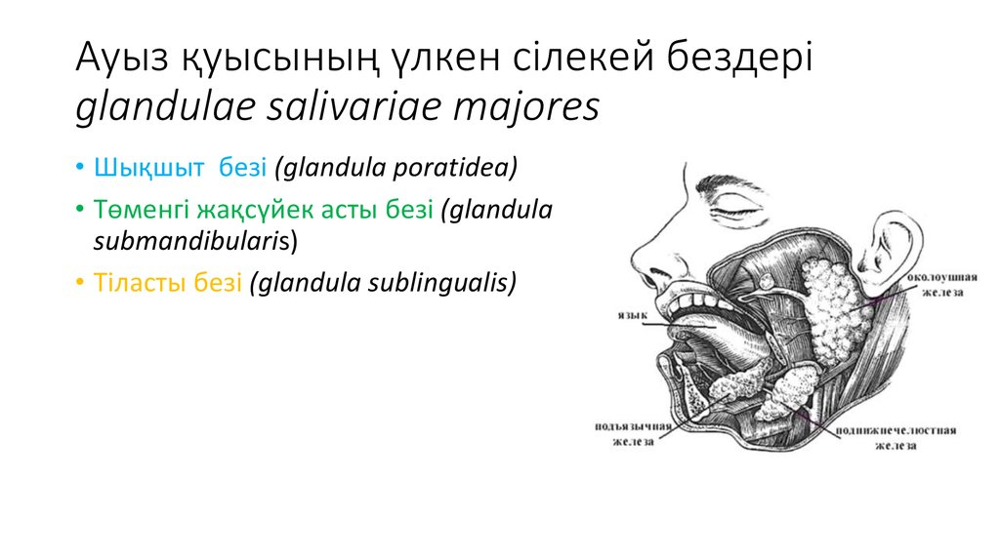 Ауыз қуысының үлкен сілекей бездері
glandulae salivariae majores
• Шықшыт безі (glandula poratidea)
• Төменгі жақсүйек асты безі (glandula
submandibularis)
• Тіласты безі (glandula sublingualis)
околоушная
железа
язык
подъязычная
железа
поднижнечелюстная
железа